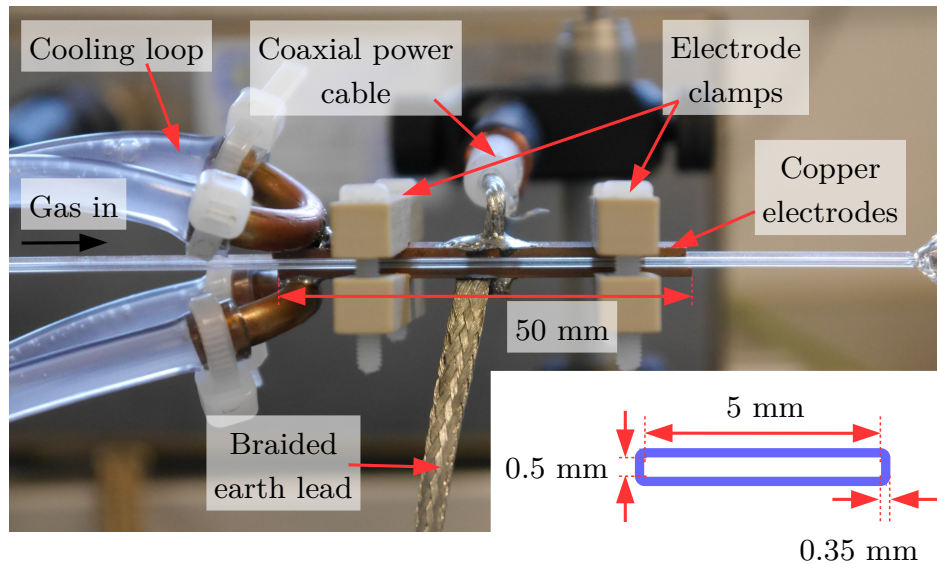 Cooling loop
Coaxial power
cable
Electrode
clamps
Gas in
Copper
electrodes
50 mm
5 mm
0.5 mm
Braided
earth lead
0.35 mm